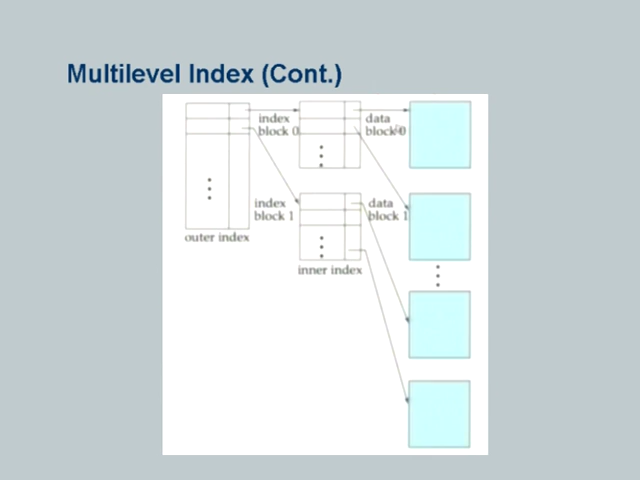 Multilevel Index (Cont.)
index
block 0
data
block 0
index
block 1
data
block 1
outer index
inner index